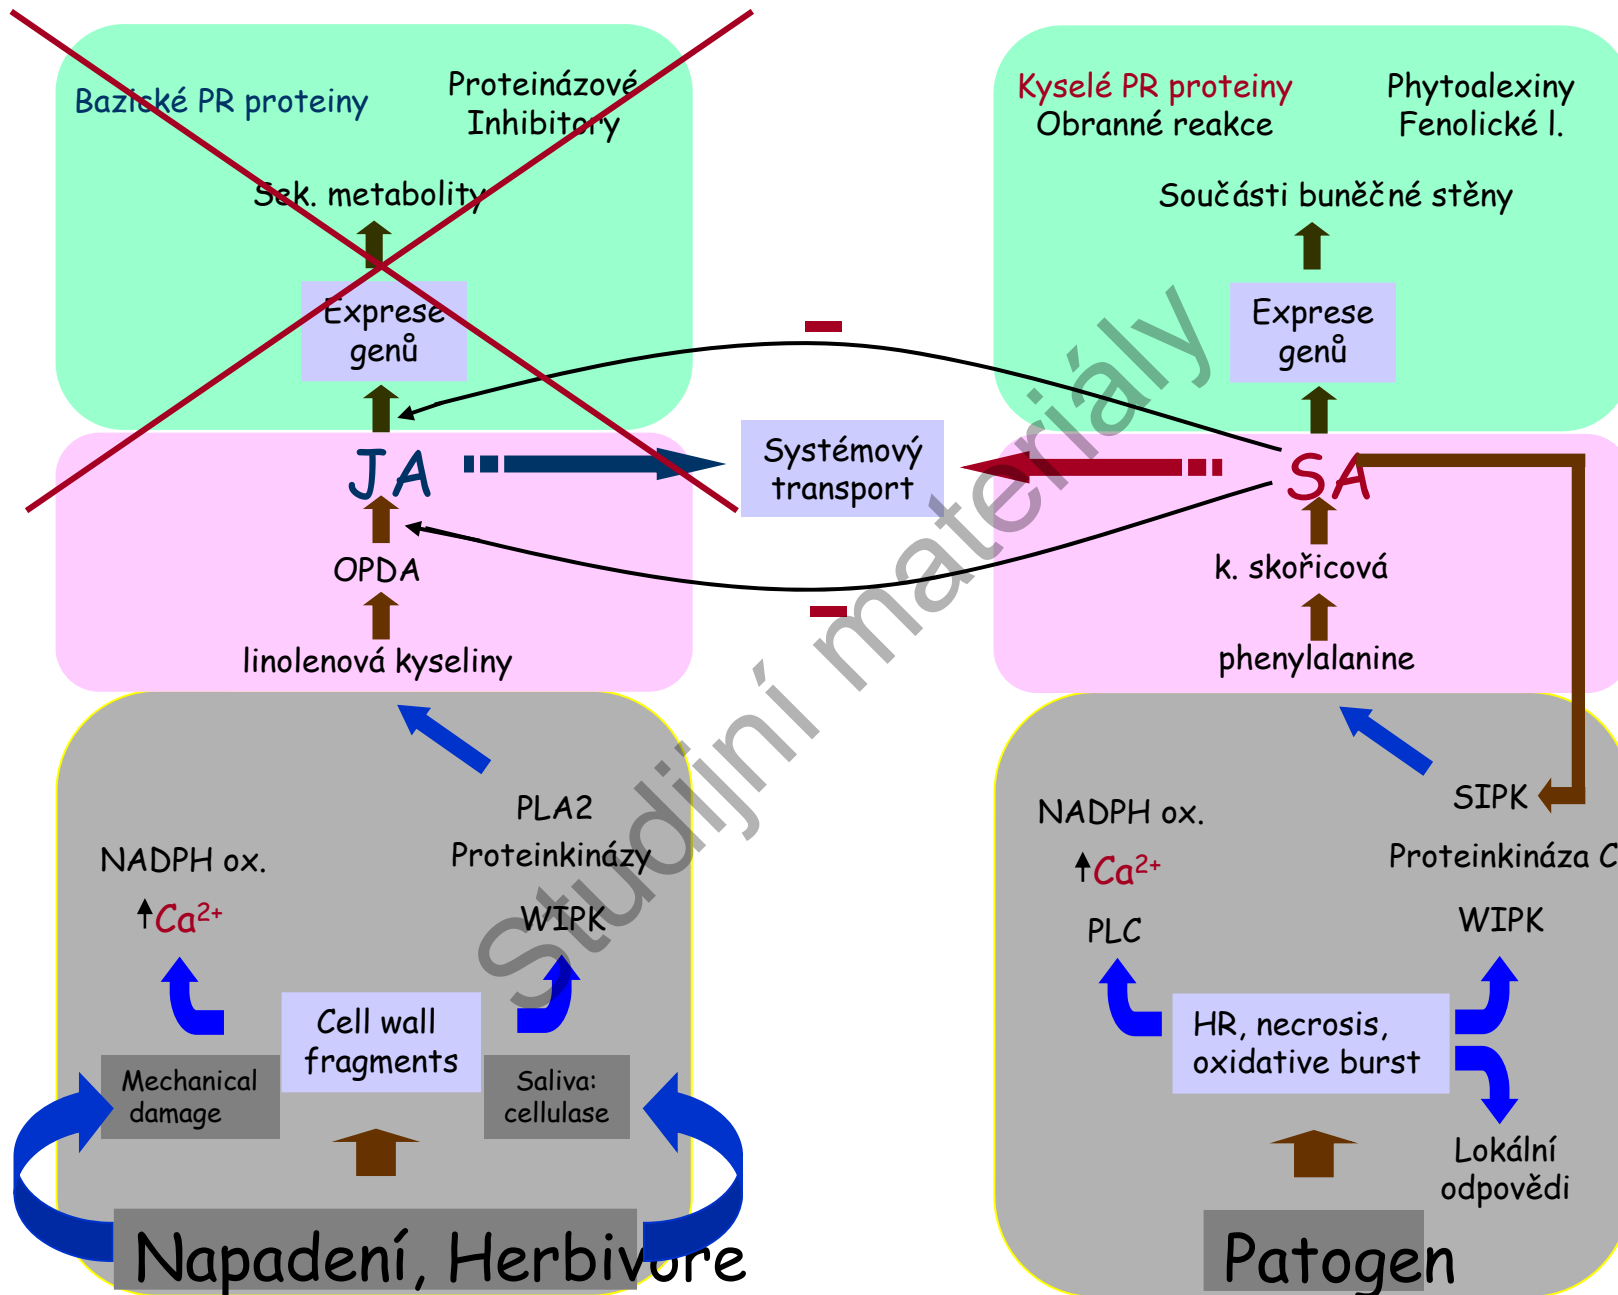 Bazické PR proteiny
Proteinázové
Inhibitory
Sek. metabolity
Exprese
genů
JA
OPDA
linolenová kyseliny
PLA2
Proteinkinázy
WIPK
NADPH ox.
Ca2+
Cell wall
fragments
Mechanical
damage
Saliva:
cellulase
Napadení, Herbivore
Systémový
transport
Kyselé PR proteiny
Obranné reakce
Phytoalexiny
Fenolické l.
Součásti buněčné stěny
Exprese
genů
SA
k. skořicová
phenylalanine
SIPK
Proteinkináza C
WIPK
NADPH ox.
Ca2+
PLC
HR, necrosis,
oxidative burst
Lokální
odpovědi
Patogen
Studijní materiály